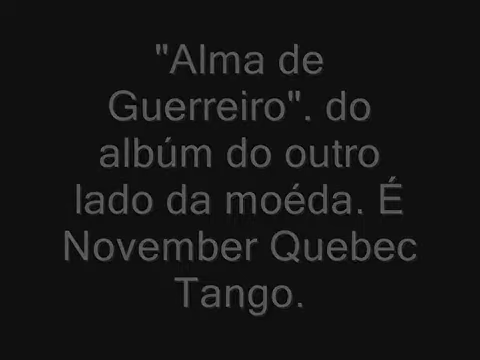 "Alma de
Guerreiro". do
albúm do outro
lado da moéda. É
November Quebec
Tango.